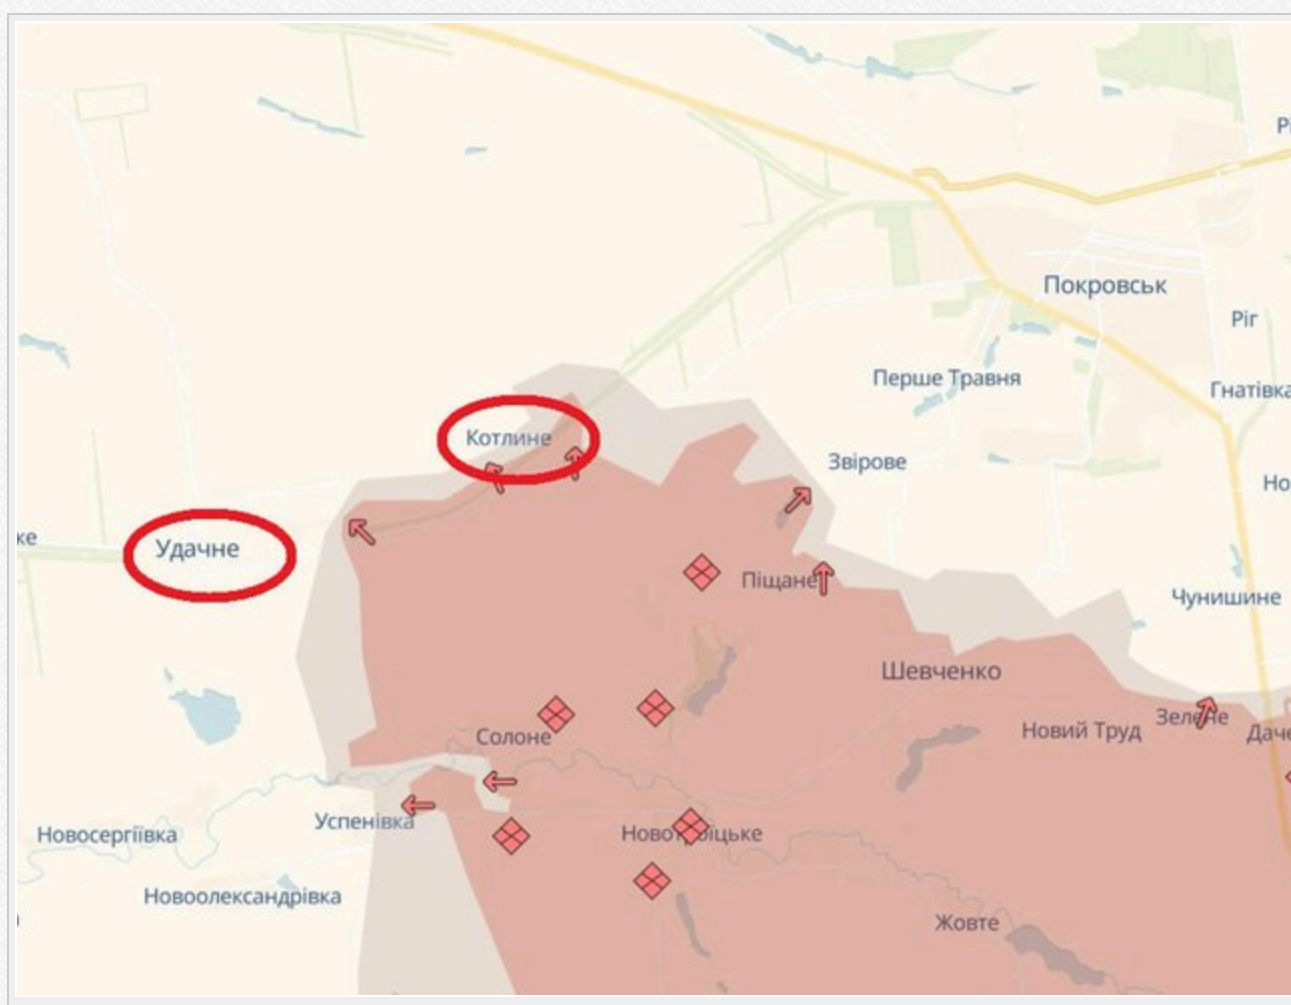 Покровськ
Ріг
Перше Травня
Гнатівка
Котлине
Звірове
Удачне
Піщане
Чунишине
Шевченко
Солоне
Новий Труд
Зелене
Успенівка
Новосергіївка
Новотроїцьке
Новоолександрівка
Жовте